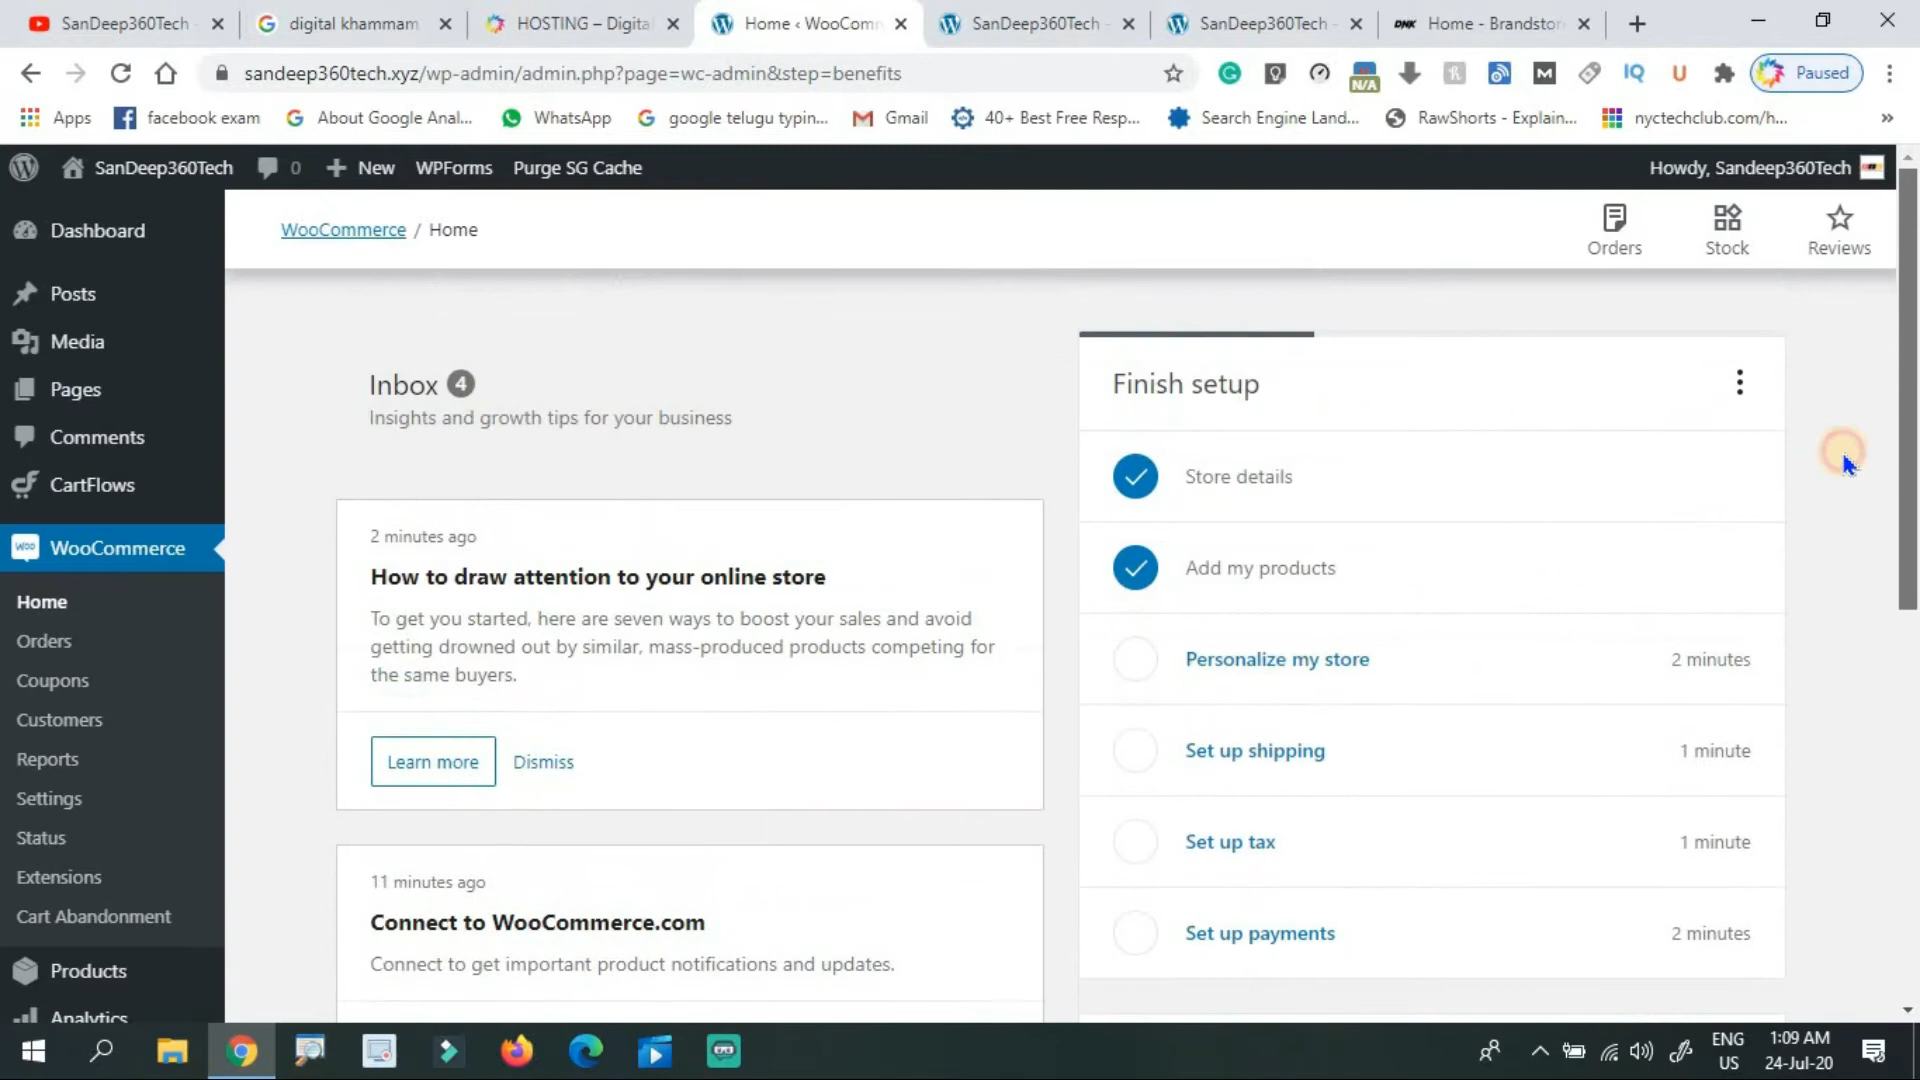 SanDeep360Tech -
digital khammam
HOSTING – Digital
Home ‹ WooComm
SanDeep360Tech -
SanDeep360Tech -
DNK Home - Brandstor
sandeep360tech.xyz/wp-admin/admin.php?page=wc-admin&step=benefits
N/A
M
IQ
U
Paused
Apps
facebook exam
About Google Anal...
WhatsApp
google telugu typin...
Gmail
40+ Best Free Resp...
Search Engine Land...
RawShorts - Explain...
nyctechclub.com/h...
»
SanDeep360Tech
0
New
WPForms
Purge SG Cache
Howdy, Sandeep360Tech
Dashboard
Posts
Media
Pages
Comments
CartFlows
WooCommerce
Home
Orders
Coupons
Customers
Reports
Settings
Status
Extensions
Cart Abandonment
Products
Analytics
WooCommerce / Home
Orders
Stock
Reviews
Inbox 4
Insights and growth tips for your business
2 minutes ago
How to draw attention to your online store
To get you started, here are seven ways to boost your sales and avoid
getting drowned out by similar, mass-produced products competing for
the same buyers.
Learn more
Dismiss
11 minutes ago
Connect to WooCommerce.com
Connect to get important product notifications and updates.
Finish setup
Store details
Add my products
Personalize my store 2 minutes
Set up shipping 1 minute
Set up tax 1 minute
Set up payments 2 minutes
ENG
US
1:09 AM
24-Jul-20